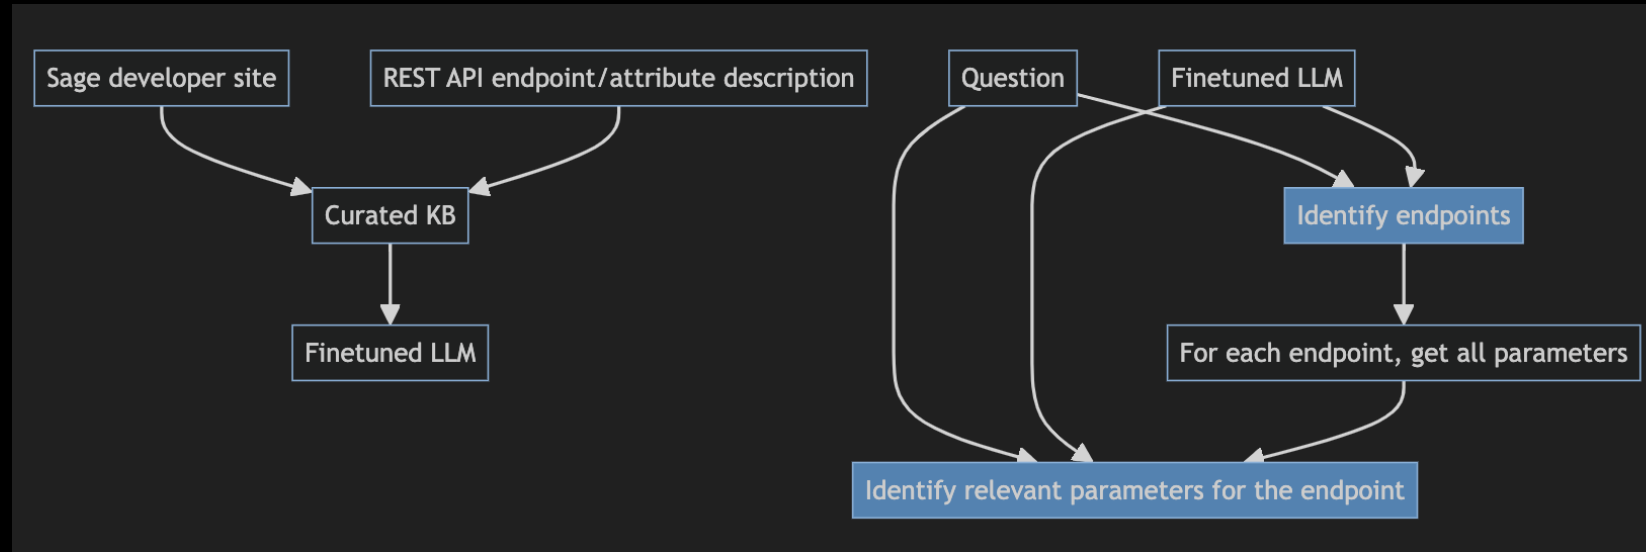 Sage developer site
REST API endpoint/attribute description
Question
Finetuned LLM
Curated KB
Identify endpoints
Finetuned LLM
For each endpoint, get all parameters
Identify relevant parameters for the endpoint